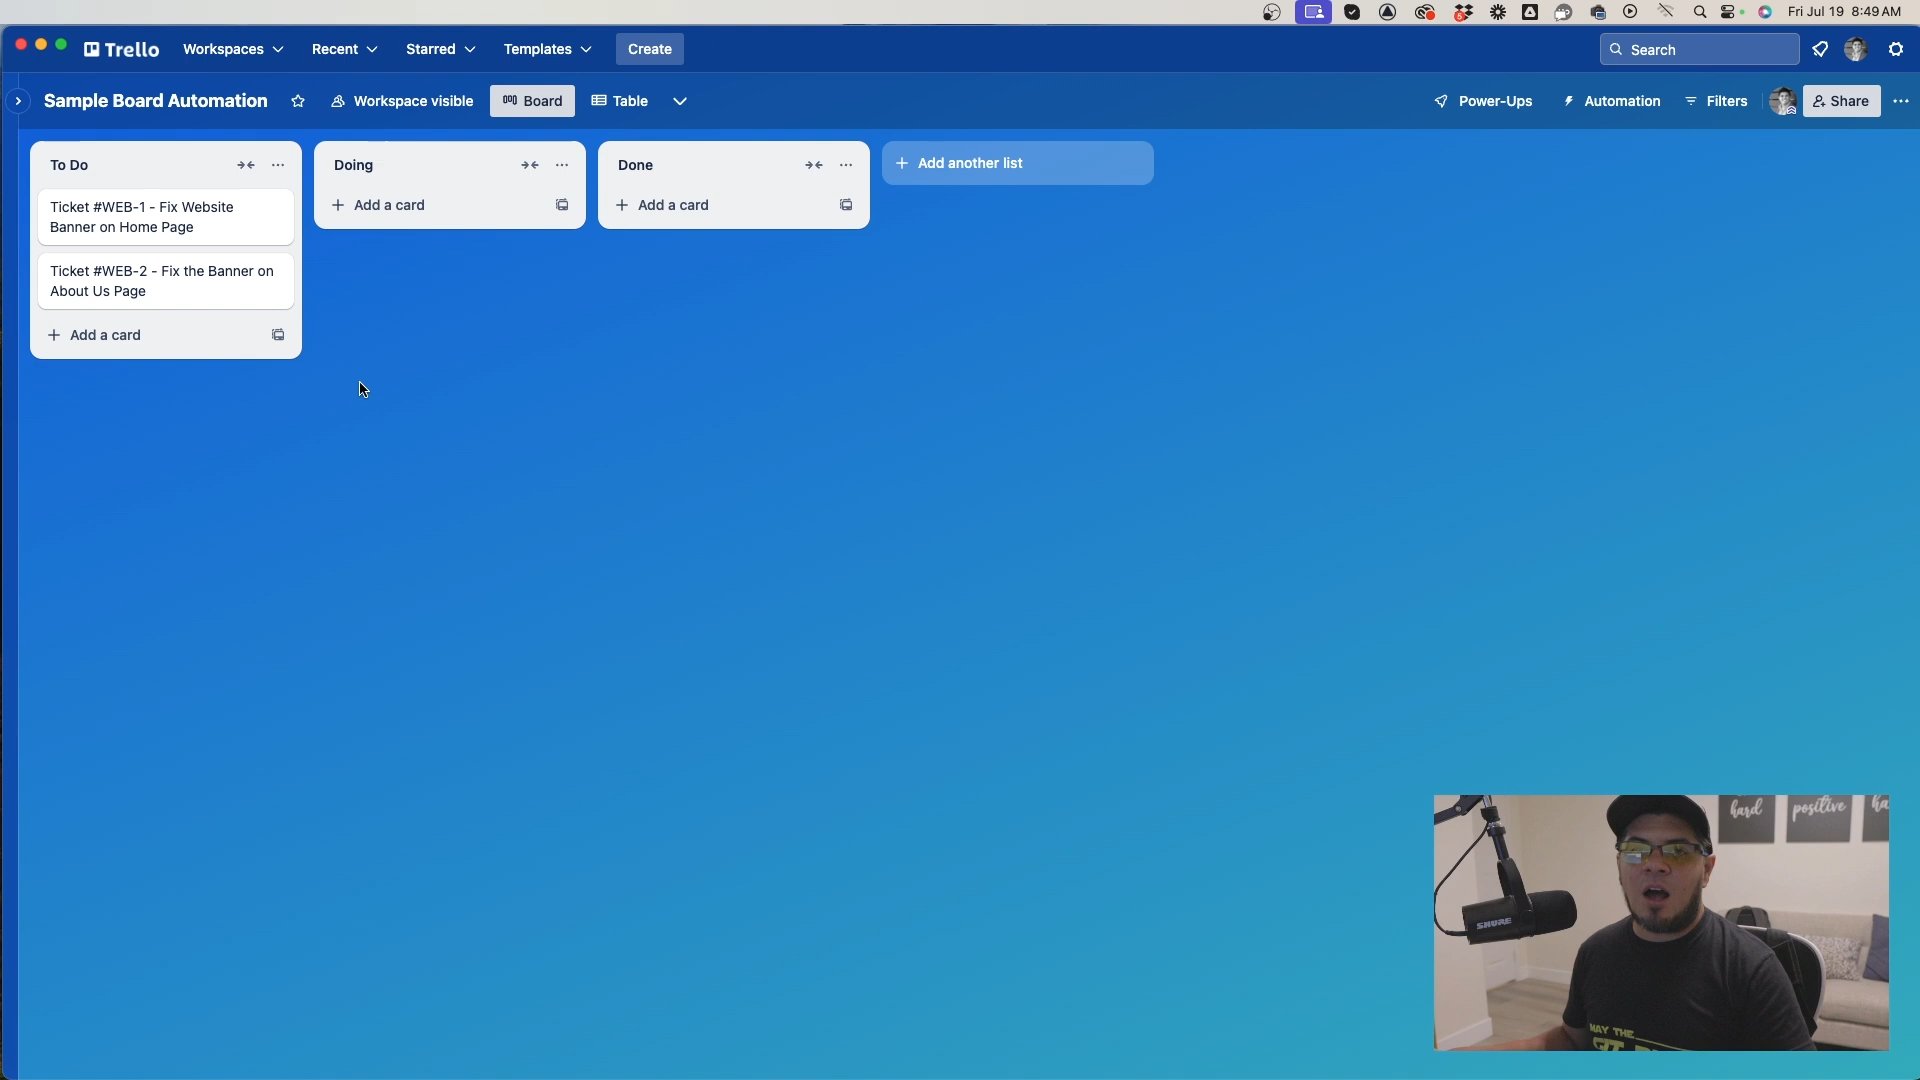 Fri Jul 19 8:49 AM
Trello Workspaces Recent Starred Templates Create Search
Sample Board Automation Workspace visible Board Table Power-Ups Automation Filters Share
To Do
Ticket #WEB-1 - Fix Website
Banner on Home Page
Ticket #WEB-2 - Fix the Banner on
About Us Page
Add a card
Doing
Add a card
Done
Add a card
Add another list
hard
positive
ha
SHURE
MAY THE